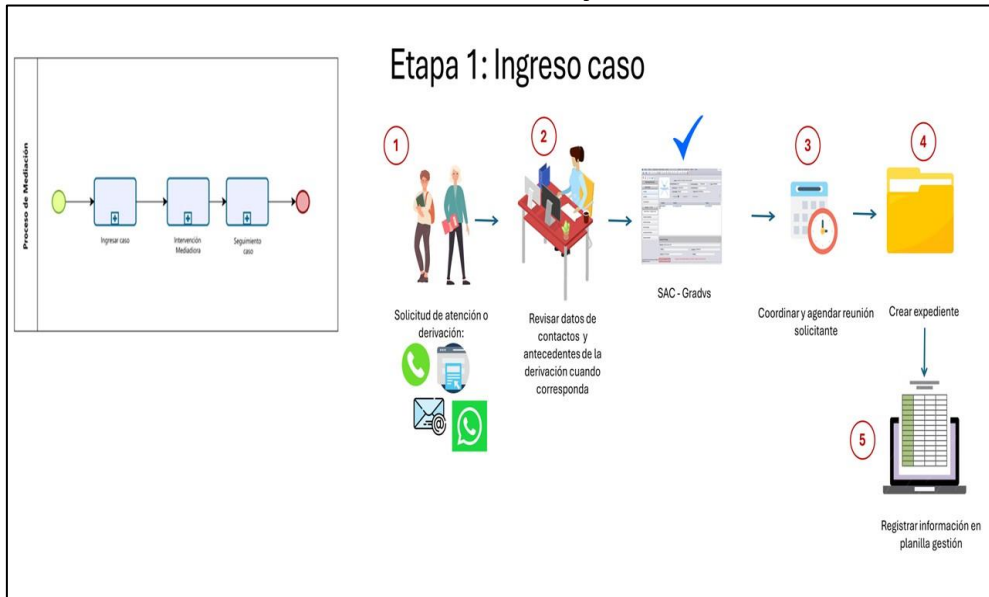 Proceso de Mediación
Ingresar caso
Intervención
Mediadora
Seguimiento
caso
Etapa 1: Ingreso caso
1
Solicitud de atención o
derivación:
2
Revisar datos de
contactos y
antecedentes de la
derivación cuando
corresponda
SAC - Gradvs
3
Coordinar y agendar reunión
solicitante
4
Crear expediente
5
Registrar información en
planilla gestión